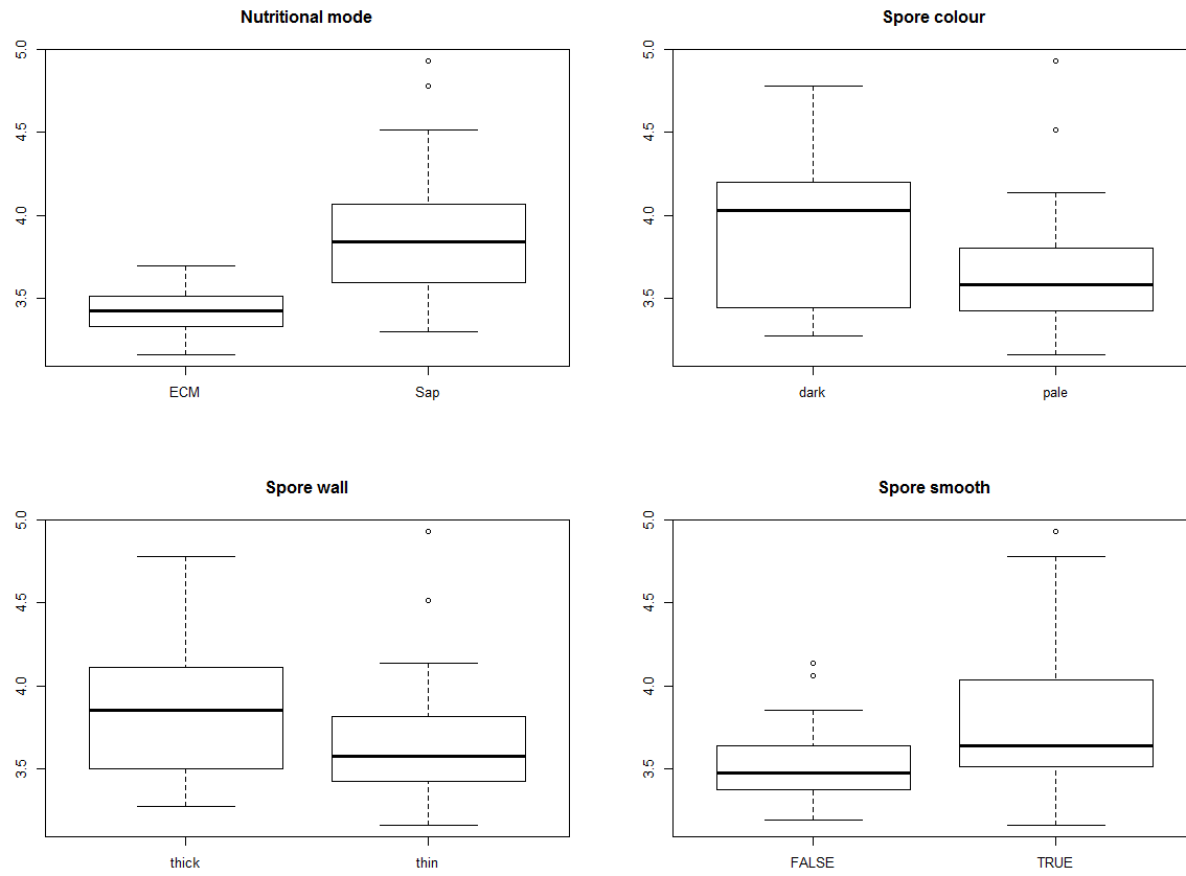 Nutritional mode
5.0
4.5
4.0
3.5
ECM Sap
Spore colour
5.0
4.5
4.0
3.5
dark pale
Spore wall
5.0
4.5
4.0
3.5
thick thin
Spore smooth
5.0
4.5
4.0
3.5
FALSE TRUE